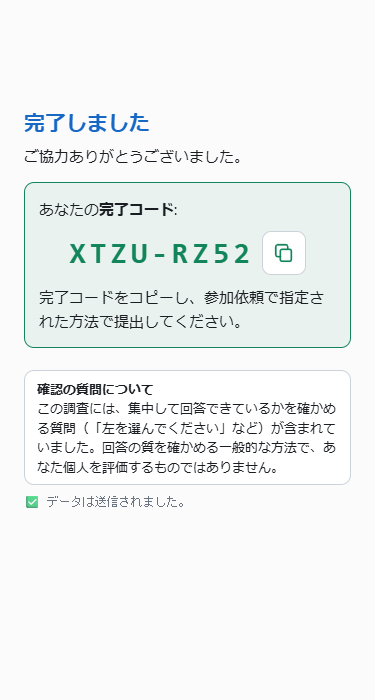 完了しました
ご協力ありがとうございました。
あなたの完了コード:
XTZU-RZ52
完了コードをコピーし、参加依頼で指定さ
れた方法で提出してください。
確認の質問について
この調査には、集中して回答できているかを確かめ
る質問（「左を選んでください」など）が含まれて
いました。回答の質を確かめる一般的な方法で、あ
なた個人を評価するものではありません。
データは送信されました。